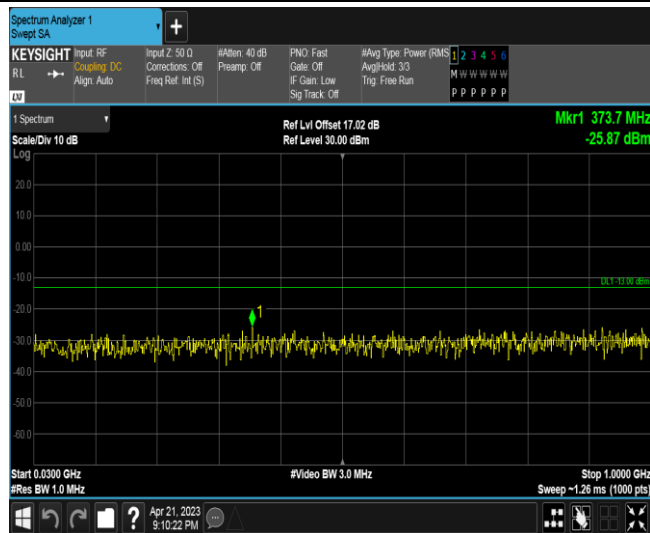 Spectrum Analyzer 1
Swept SA
+
KEYSIGHT
RL
Input: RF
Coupling: DC
Align: Auto
Input Z: 50 Ω
Corrections: Off
Freq Ref: Int (S)
#Atten: 40 dB
Preamp: Off
PNO: Fast
Gate: Off
IF Gain: Low
Sig Track: Off
#Avg Type: Power (RMS
Avg|Hold: 3/3
Trig: Free Run
1 2 3 4 5 6
M W W W W W
P P P P P P
1 Spectrum
Scale/Div 10 dB
Log
Ref Lvl Offset 17.02 dB
Ref Level 30.00 dBm
Mkr1 373.7 MHz
-25.87 dBm
20.0
10.0
0.00
-10.0
DL1 -13.00 dBm
-20.0
1
-30.0
-40.0
-50.0
-60.0
Start 0.0300 GHz
#Res BW 1.0 MHz
#Video BW 3.0 MHz
Stop 1.0000 GHz
Sweep ~1.26 ms (1000 pts)
?
Apr 21, 2023
9:10:22 PM